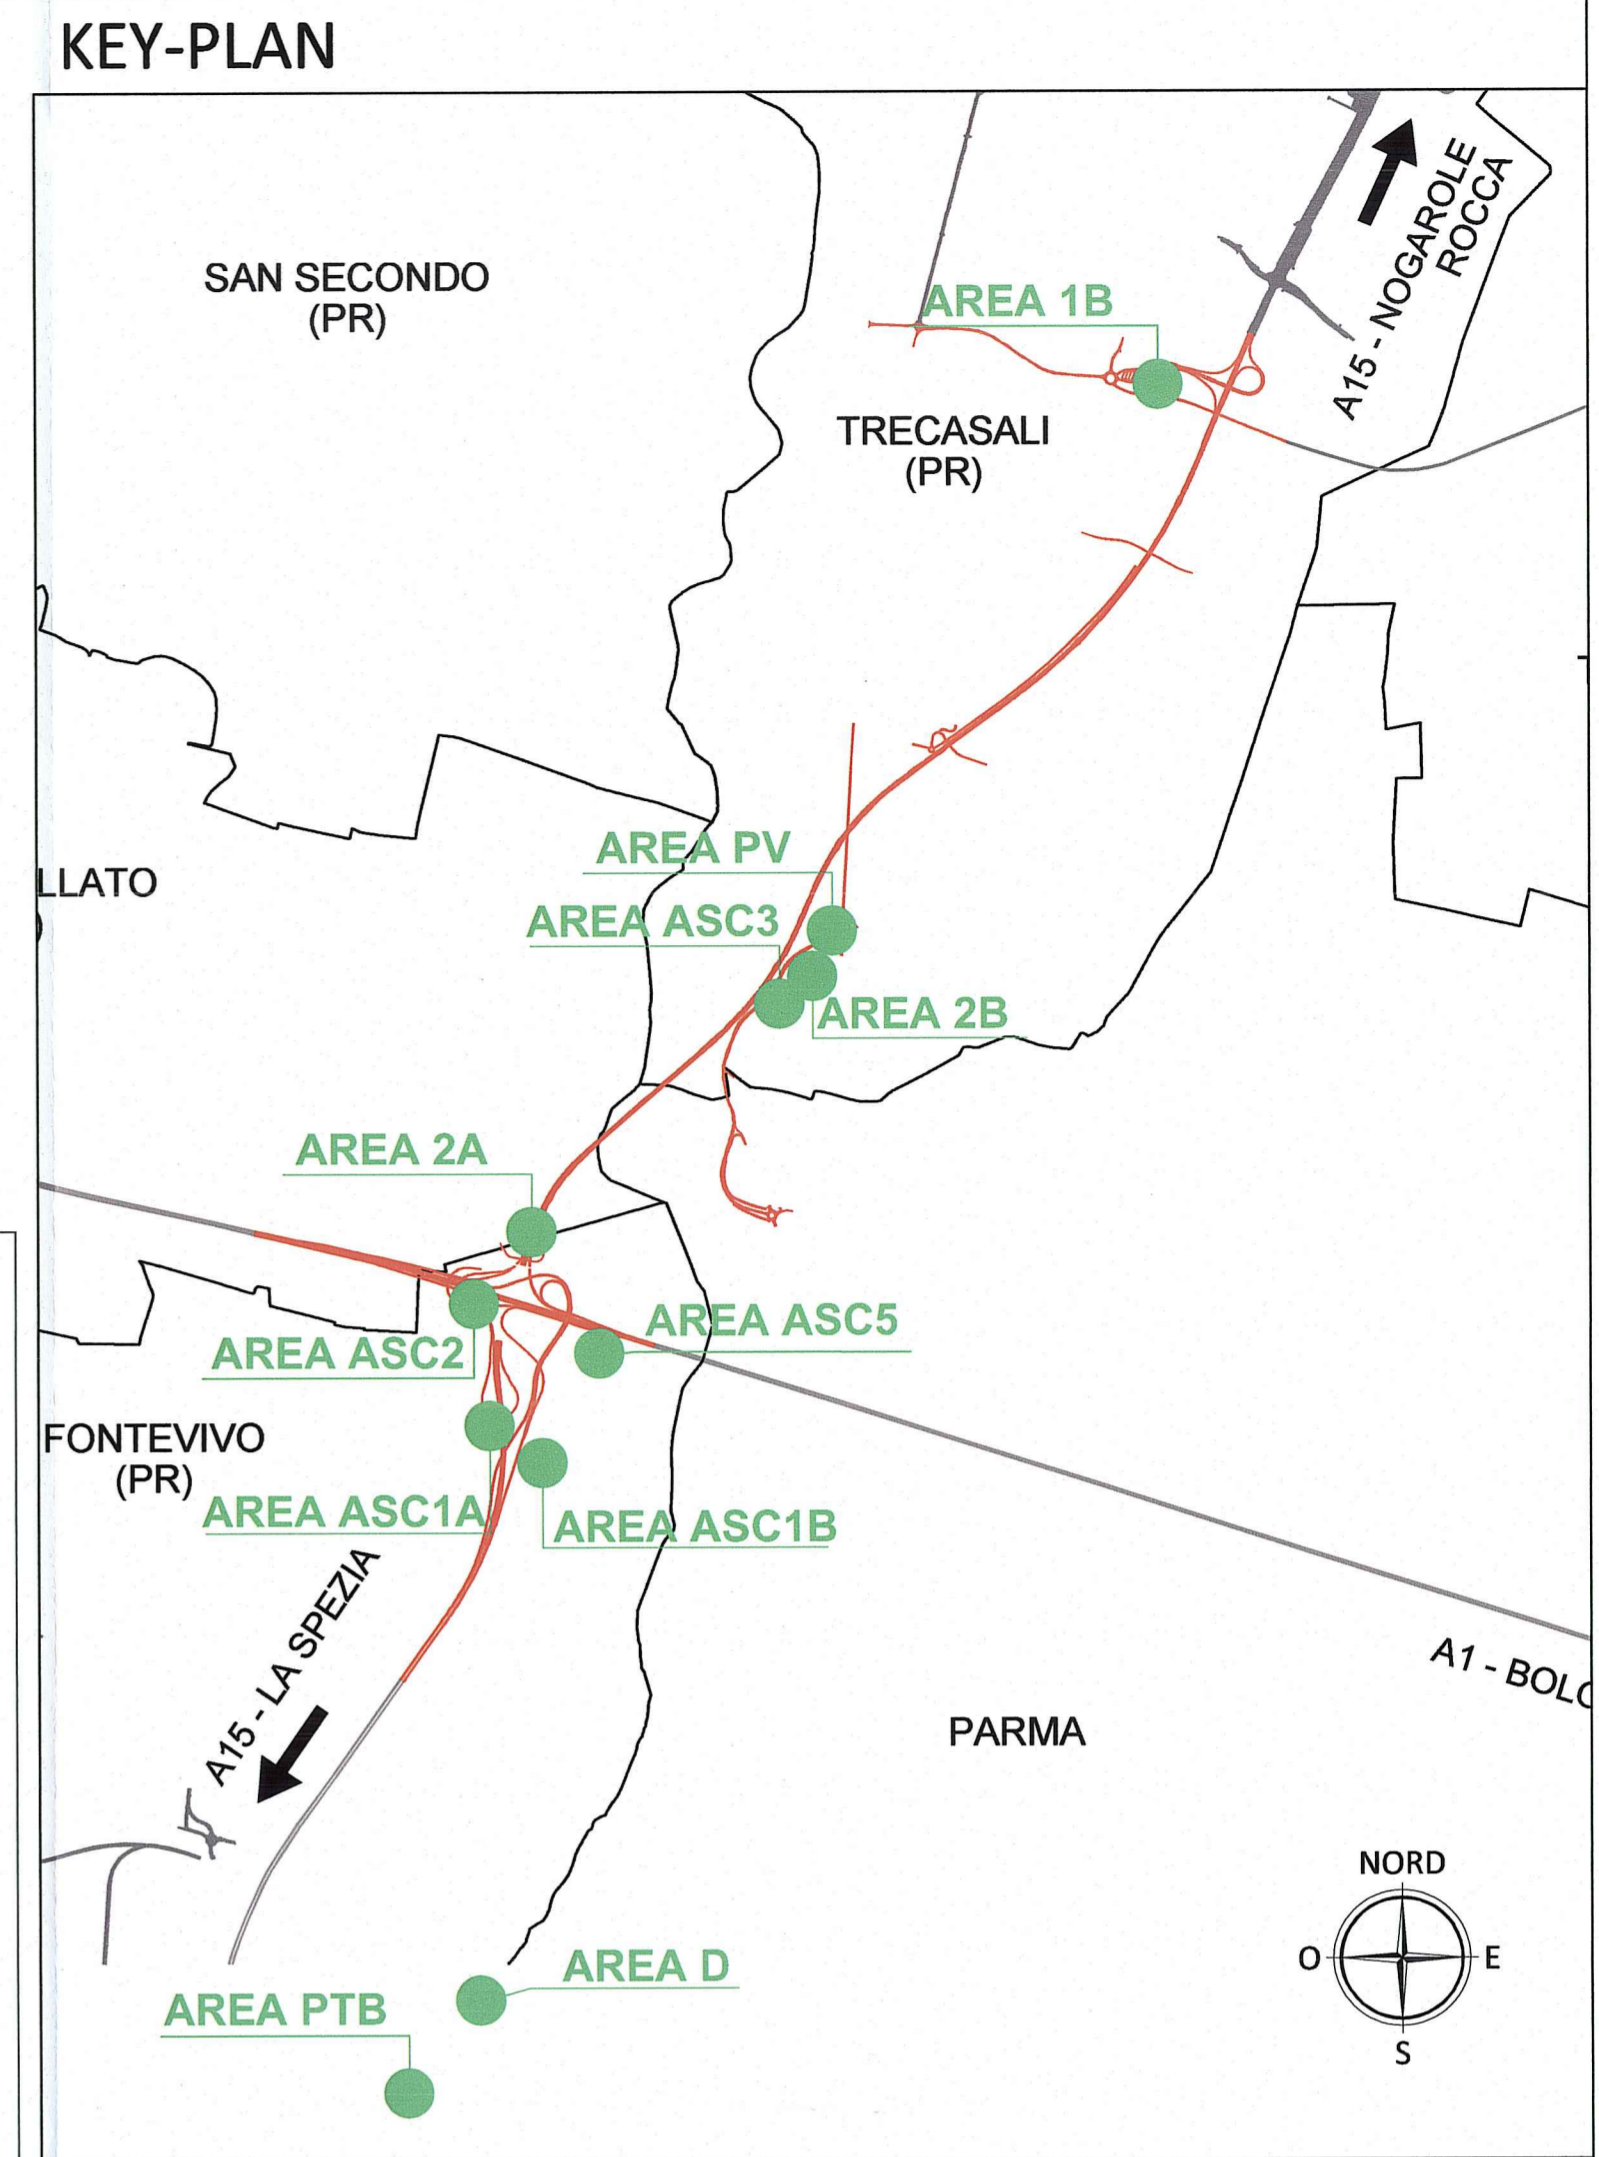 KEY-PLAN
SAN SECONDO
(PR)
A15 - NOGAROLE
ROCCA
AREA 1B
TRECASALI
(PR)
AREA PV
LLATO
AREA ASC3
AREA 2B
AREA 2A
AREA ASC5
AREA ASC2
FONTEVIVO
(PR)
AREA ASC1A
AREA ASC1B
A15 - LA SPEZIA
A1 - BOLO
PARMA
NORD
O
E
S
AREA D
AREA PTB